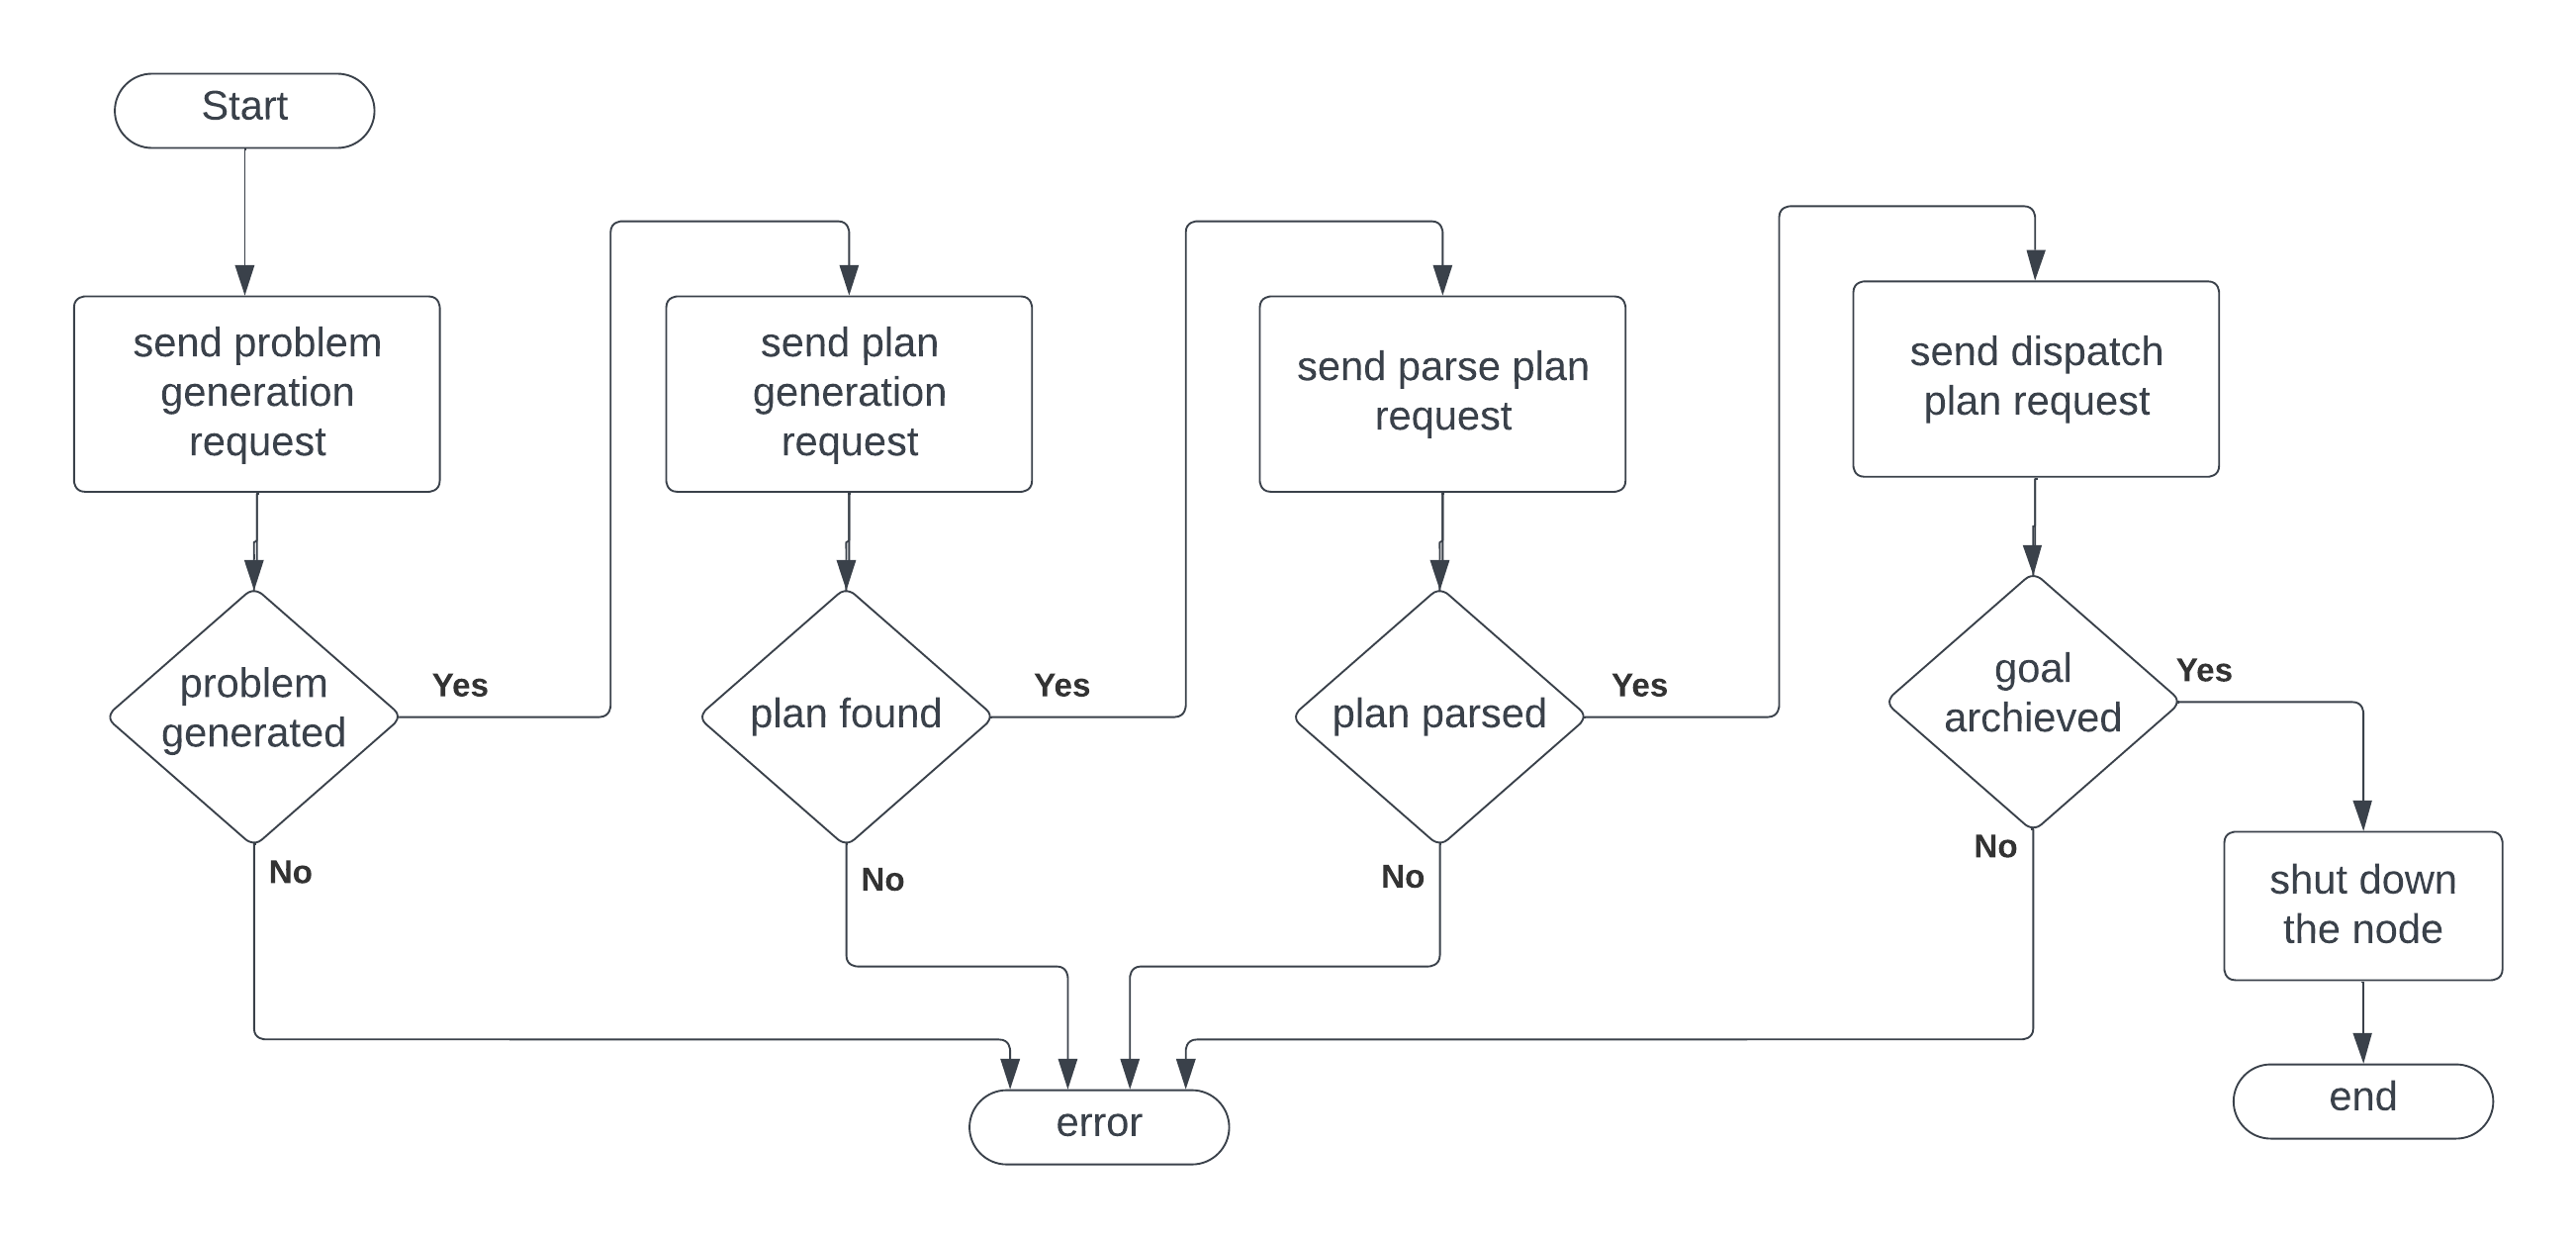 Start
send problem
generation
request
send plan
generation
request
send parse plan
request
send dispatch
plan request
problem
generated
Yes
No
plan found
Yes
No
plan parsed
Yes
No
goal
archieved
Yes
No
shut down
the node
error
end